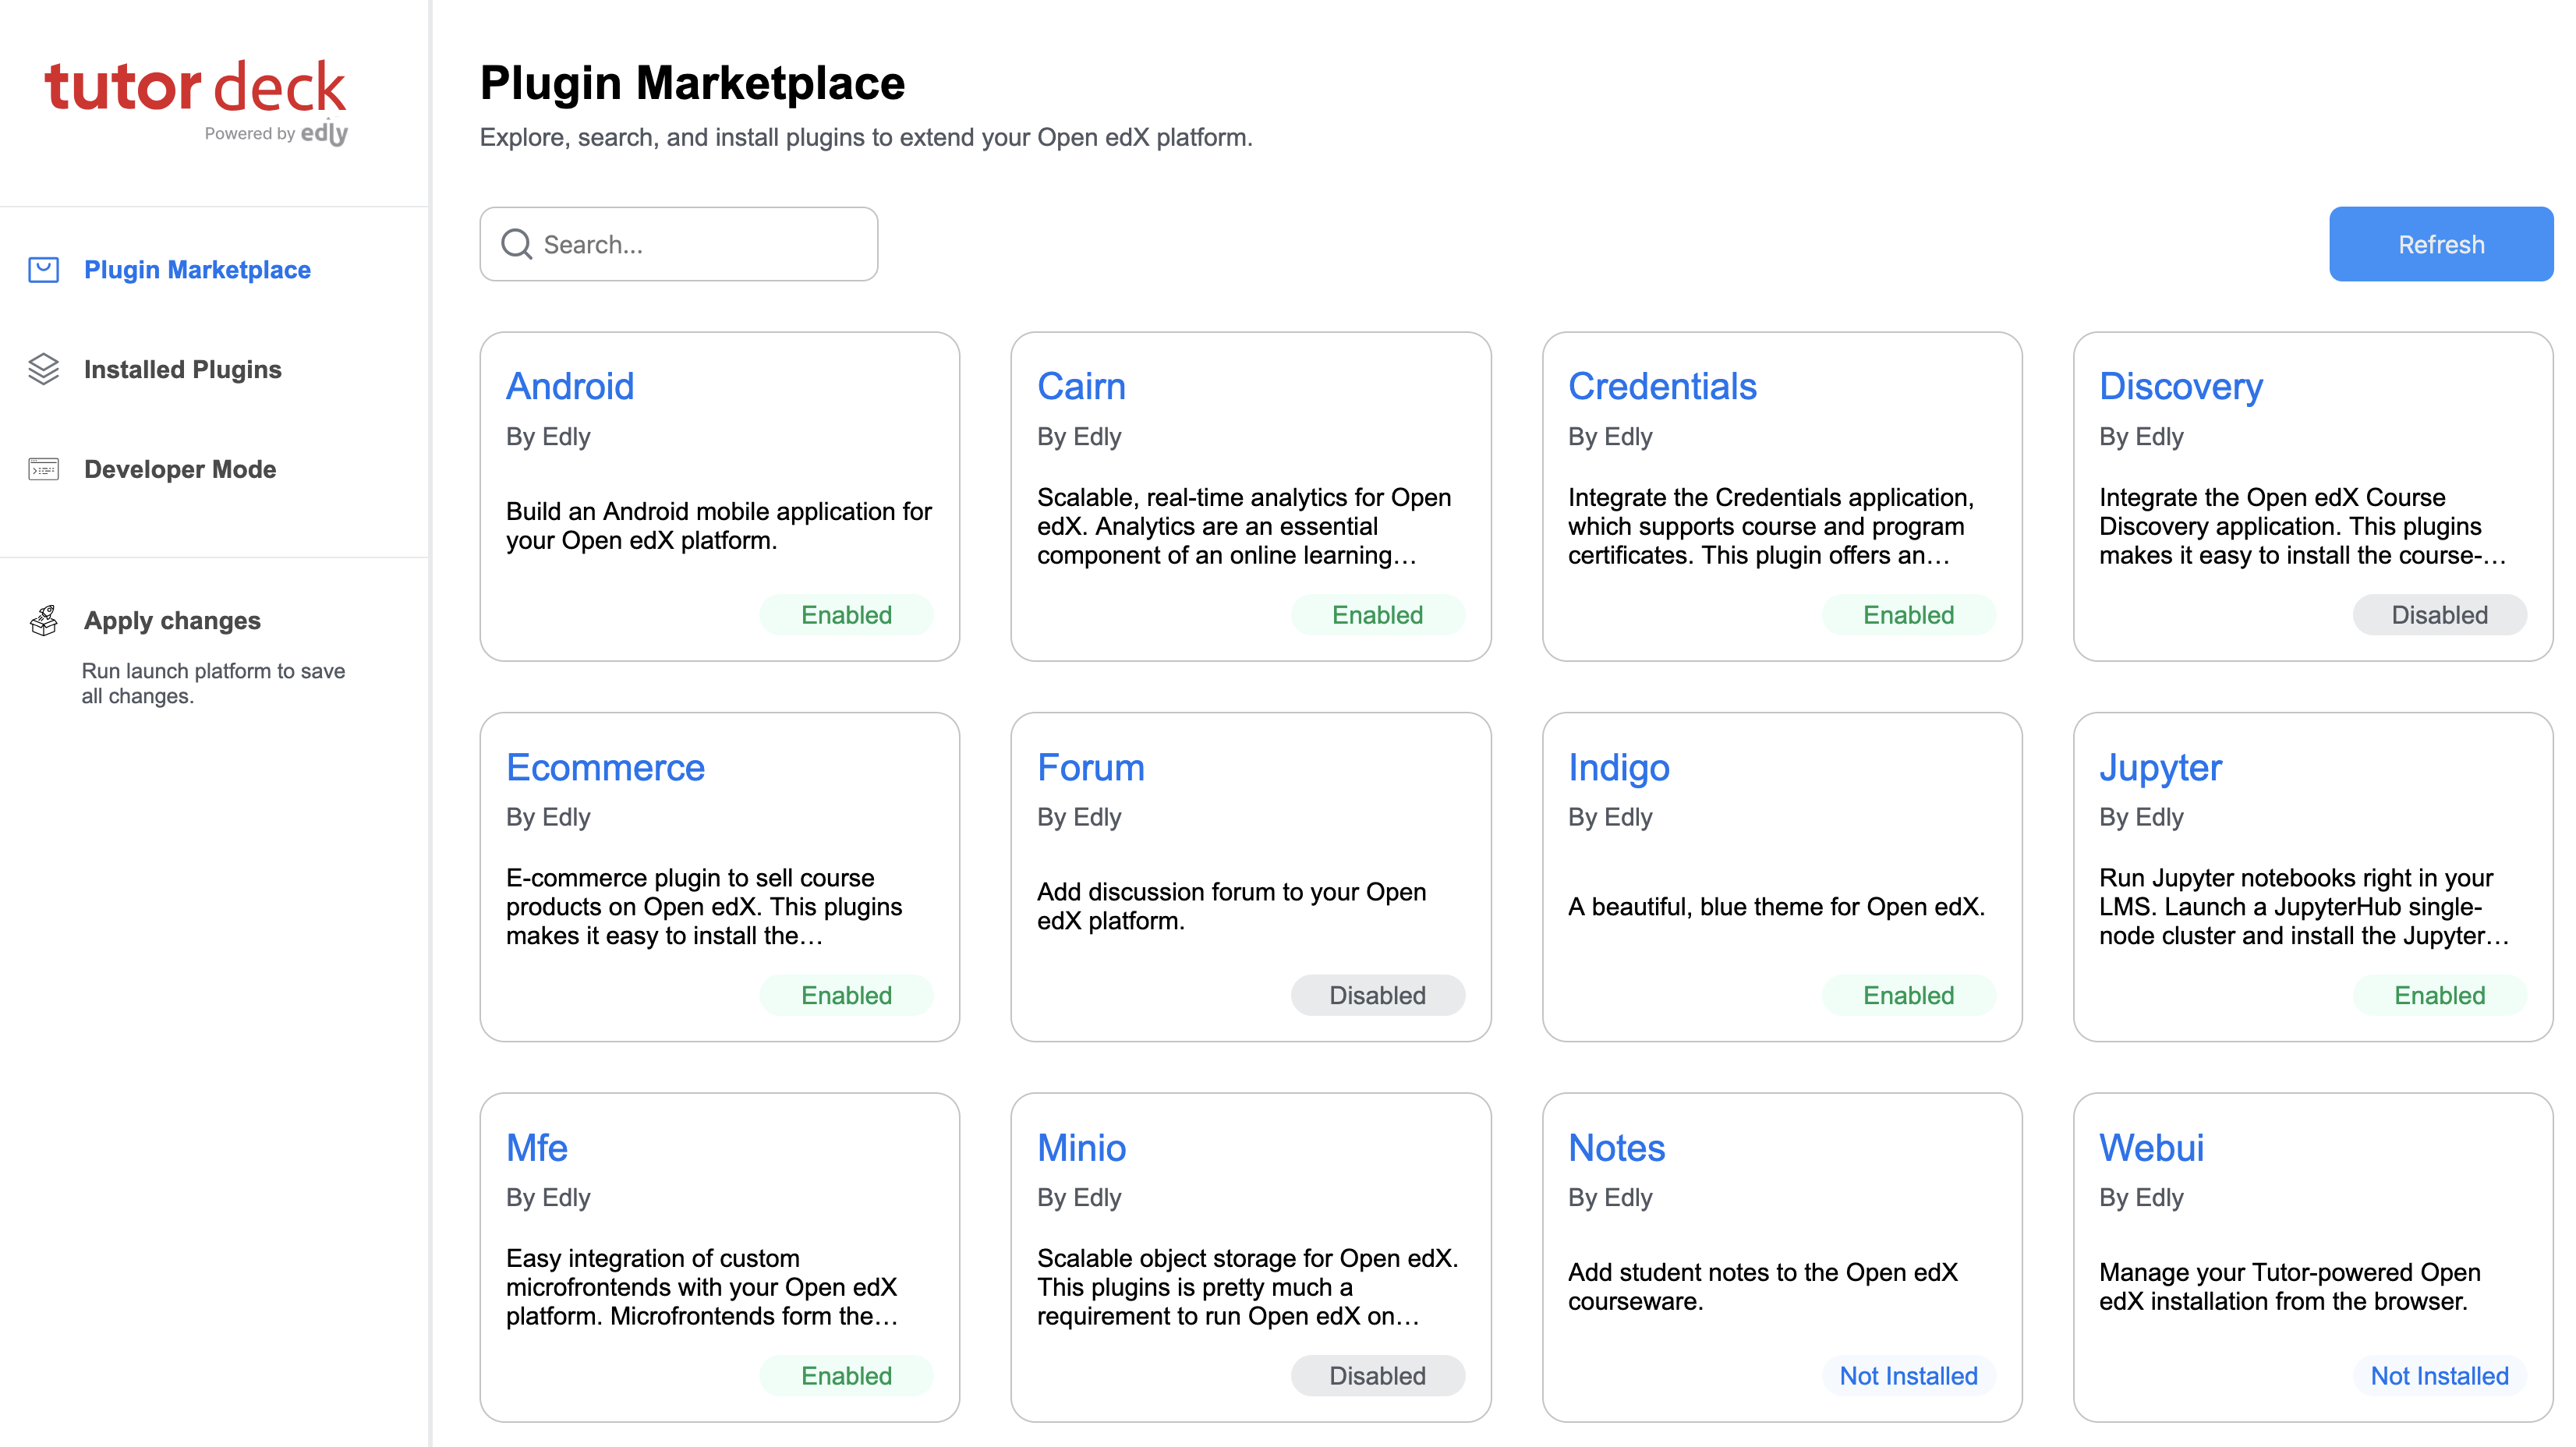 tutor deck
Powered by edly
Plugin Marketplace
Installed Plugins
Developer Mode
Apply changes
Run launch platform to save
all changes.
Plugin Marketplace
Explore, search, and install plugins to extend your Open edX platform.
Search...
Refresh
Android
By Edly
Build an Android mobile application for
your Open edX platform.
Enabled
Cairn
By Edly
Scalable, real-time analytics for Open
edX. Analytics are an essential
component of an online learning…
Enabled
Credentials
By Edly
Integrate the Credentials application,
which supports course and program
certificates. This plugin offers an…
Enabled
Discovery
By Edly
Integrate the Open edX Course
Discovery application. This plugins
makes it easy to install the course-…
Disabled
Ecommerce
By Edly
E-commerce plugin to sell course
products on Open edX. This plugins
makes it easy to install the…
Enabled
Forum
By Edly
Add discussion forum to your Open
edX platform.
Disabled
Indigo
By Edly
A beautiful, blue theme for Open edX.
Enabled
Jupyter
By Edly
Run Jupyter notebooks right in your
LMS. Launch a JupyterHub single-
node cluster and install the Jupyter…
Enabled
Mfe
By Edly
Easy integration of custom
microfrontends with your Open edX
platform. Microfrontends form the…
Enabled
Minio
By Edly
Scalable object storage for Open edX.
This plugins is pretty much a
requirement to run Open edX on…
Disabled
Notes
By Edly
Add student notes to the Open edX
courseware.
Not Installed
Webui
By Edly
Manage your Tutor-powered Open
edX installation from the browser.
Not Installed